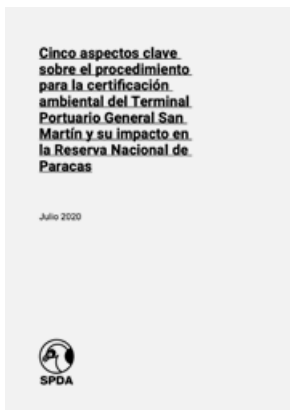 Cinco aspectos clave
sobre el procedimiento
para la certificación
ambiental del Terminal
Portuario General San
Martín y su impacto en
la Reserva Nacional de
Paracas
Julio 2020
SPDA